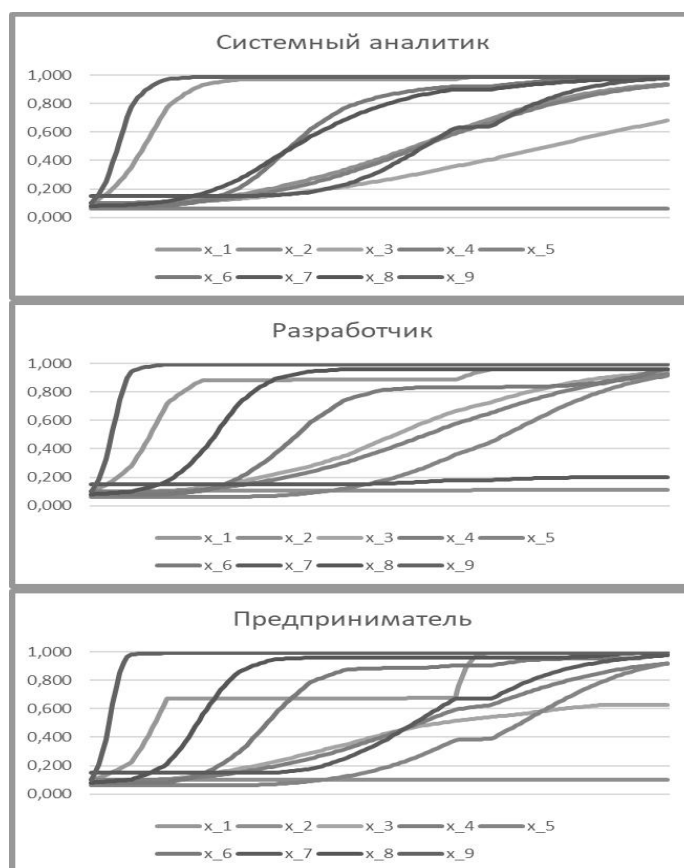 Системный аналитик
1,000
0,800
0,600
0,400
0,200
0,000
x_1 x_2 x_3 x_4 x_5
x_6 x_7 x_8 x_9
Разработчик
1,000
0,800
0,600
0,400
0,200
0,000
x_1 x_2 x_3 x_4 x_5
x_6 x_7 x_8 x_9
Предприниматель
1,000
0,800
0,600
0,400
0,200
0,000
x_1 x_2 x_3 x_4 x_5
x_6 x_7 x_8 x_9